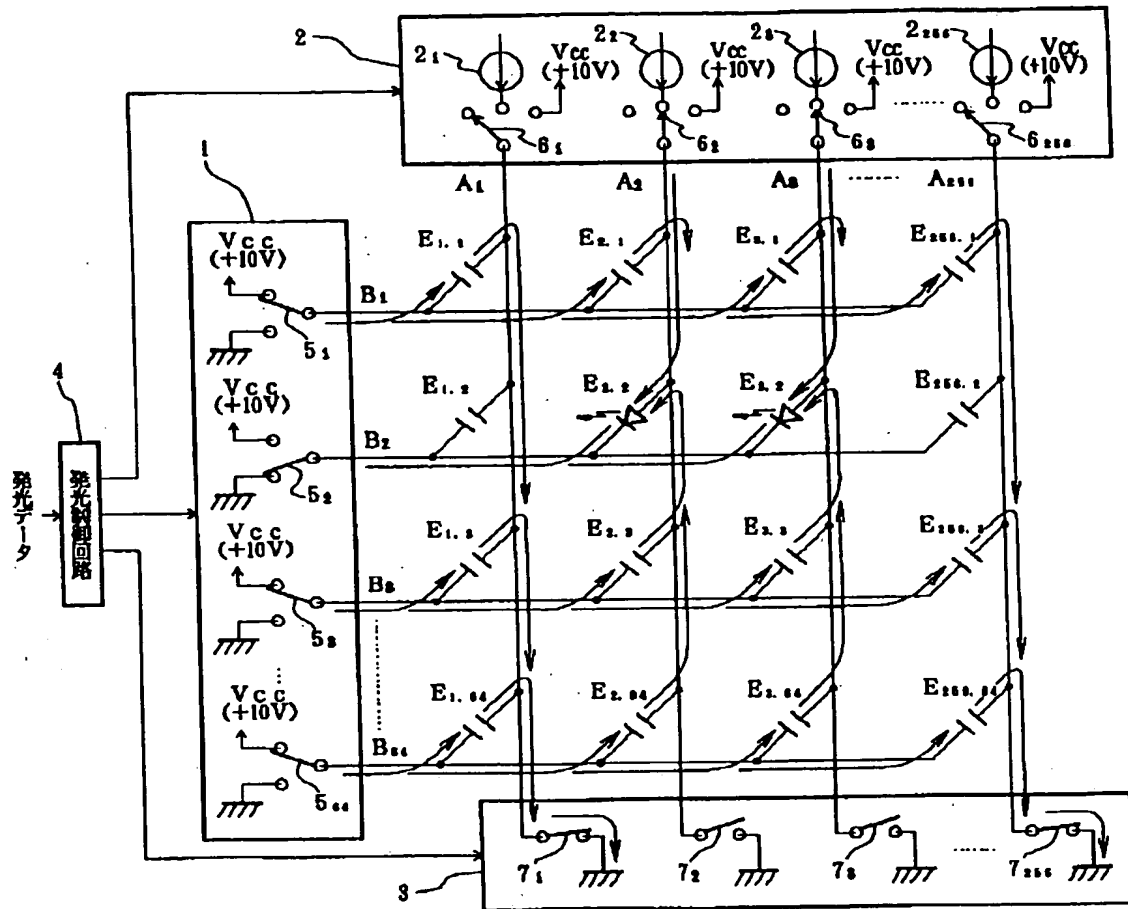 2
2₁
Vcc
(+10V)
2₂
Vcc
(+10V)
2₃
Vcc
(+10V)
2₂₅₆
Vcc
(+10V)
6₁
6₂
6₃
6₂₅₆
1
A₁
A₂
A₃
A₂₅₆
Vcc
(+10V)
5₁
B₁
E₁.₁
E₂.₁
E₃.₁
E₂₅₆.₁
4
発光データ
発光制御回路
Vcc
(+10V)
5₂
B₂
E₁.₂
E₂.₂
E₃.₂
E₂₅₆.₂
Vcc
(+10V)
5₃
B₃
E₁.₃
E₂.₃
E₃.₃
E₂₅₆.₃
Vcc
(+10V)
5₆₄
B₆₄
E₁.₆₄
E₂.₆₄
E₃.₆₄
E₂₅₆.₆₄
3
7₁
7₂
7₃
7₂₅₆